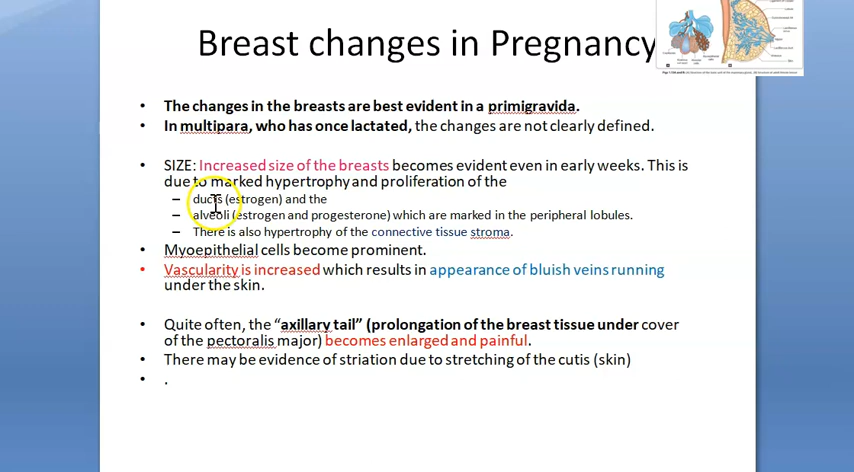 Breast changes in Pregnancy
• The changes in the breasts are best evident in a primigravida.
• In multipara, who has once lactated, the changes are not clearly defined.
• SIZE: Increased size of the breasts becomes evident even in early weeks. This is
due to marked hypertrophy and proliferation of the
– ducts (estrogen) and the
– alveoli (estrogen and progesterone) which are marked in the peripheral lobules.
– There is also hypertrophy of the connective tissue stroma.
• Myoepithelial cells become prominent.
• Vascularity is increased which results in appearance of bluish veins running
under the skin.
• Quite often, the “axillary tail” (prolongation of the breast tissue under cover
of the pectoralis major) becomes enlarged and painful.
• There may be evidence of striation due to stretching of the cutis (skin)
• .